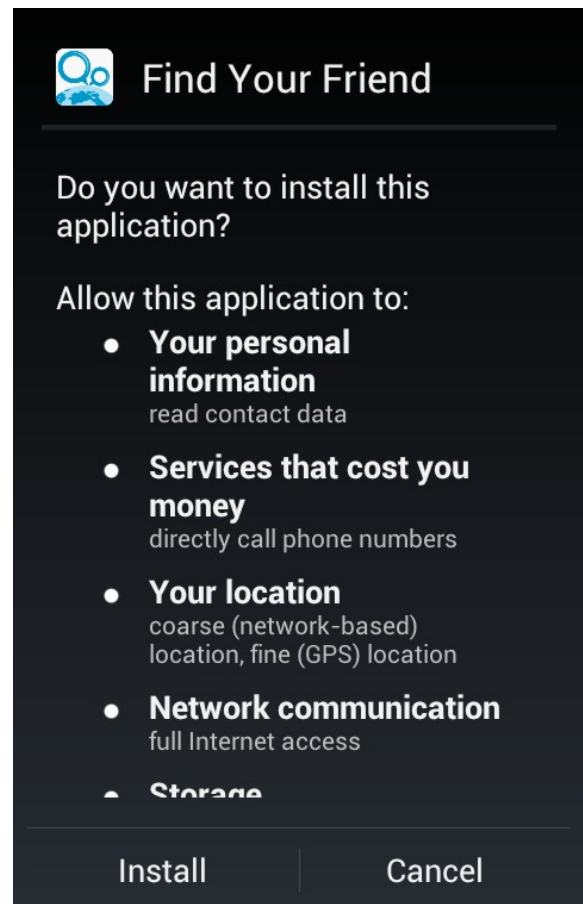 Find Your Friend
Do you want to install this
application?
Allow this application to:
Your personal
information
read contact data
Services that cost you
money
directly call phone numbers
Your location
coarse (network-based)
location, fine (GPS) location
Network communication
full Internet access
Storage
Install
Cancel